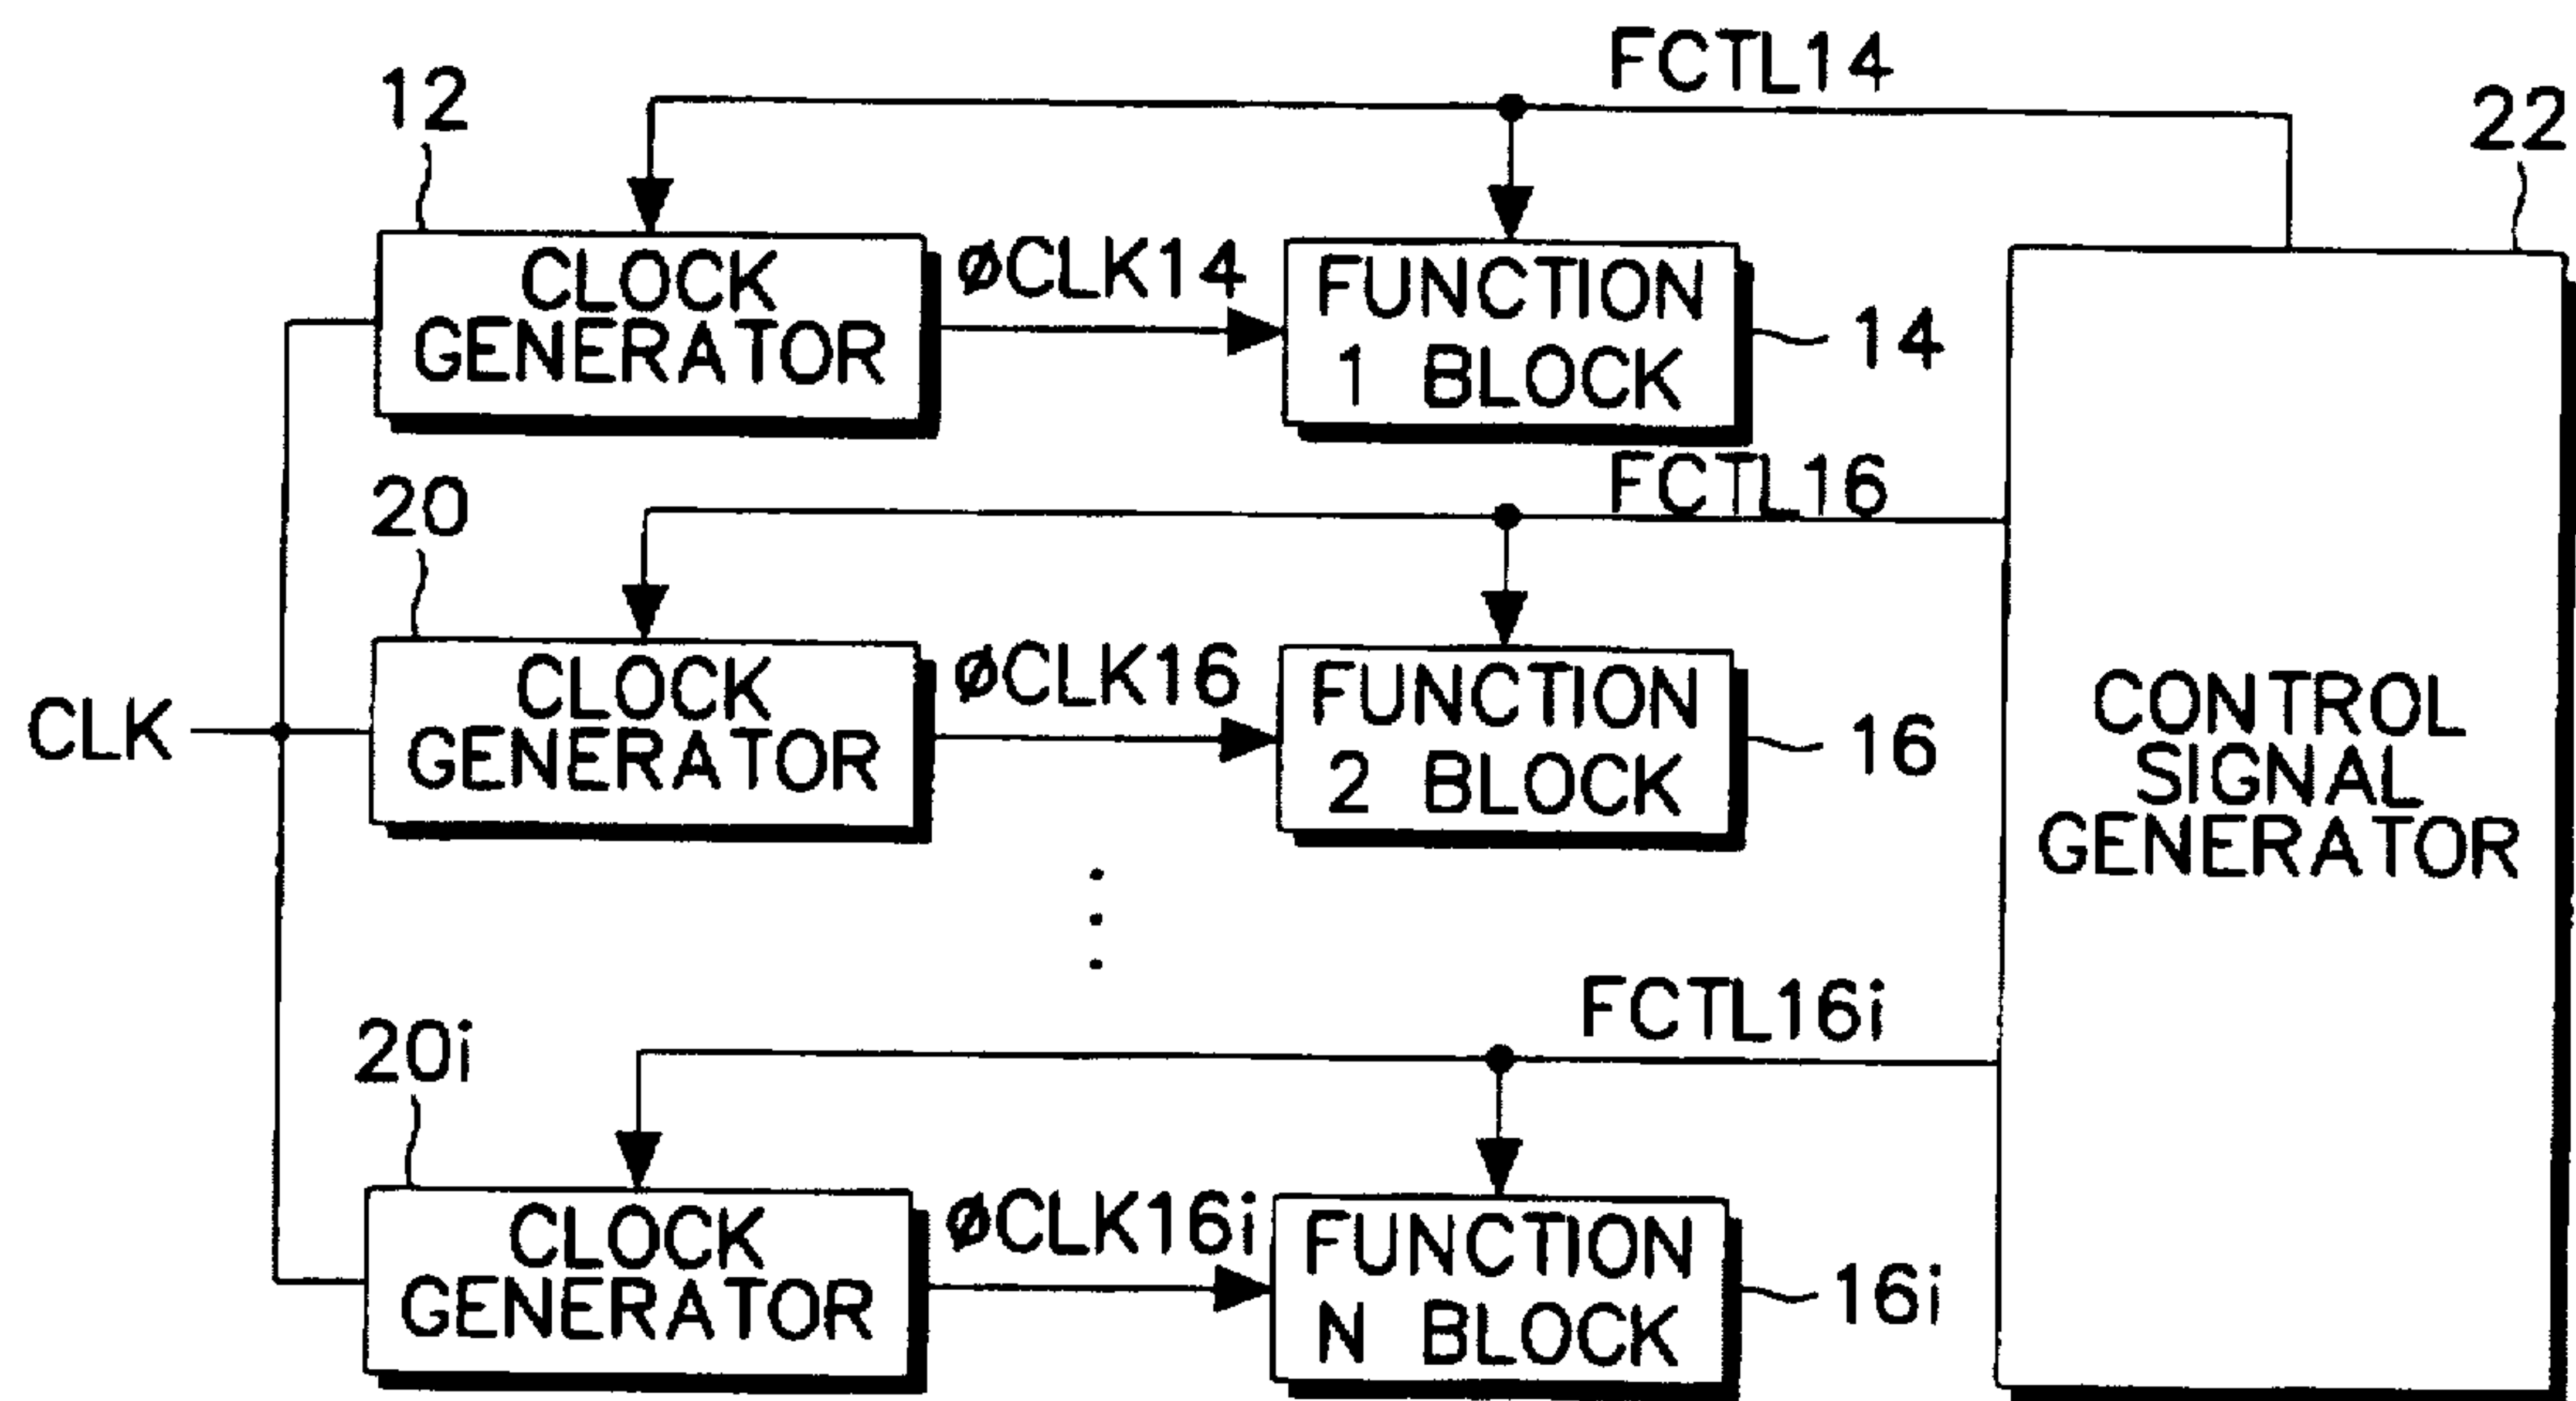 FCTL14
12
22
CLOCK
GENERATOR
øCLK14
FUNCTION
1 BLOCK
14
FCTL16
20
CLK
CLOCK
GENERATOR
øCLK16
FUNCTION
2 BLOCK
16
CONTROL
SIGNAL
GENERATOR
FCTL16i
20i
CLOCK
GENERATOR
øCLK16i
FUNCTION
N BLOCK
16i